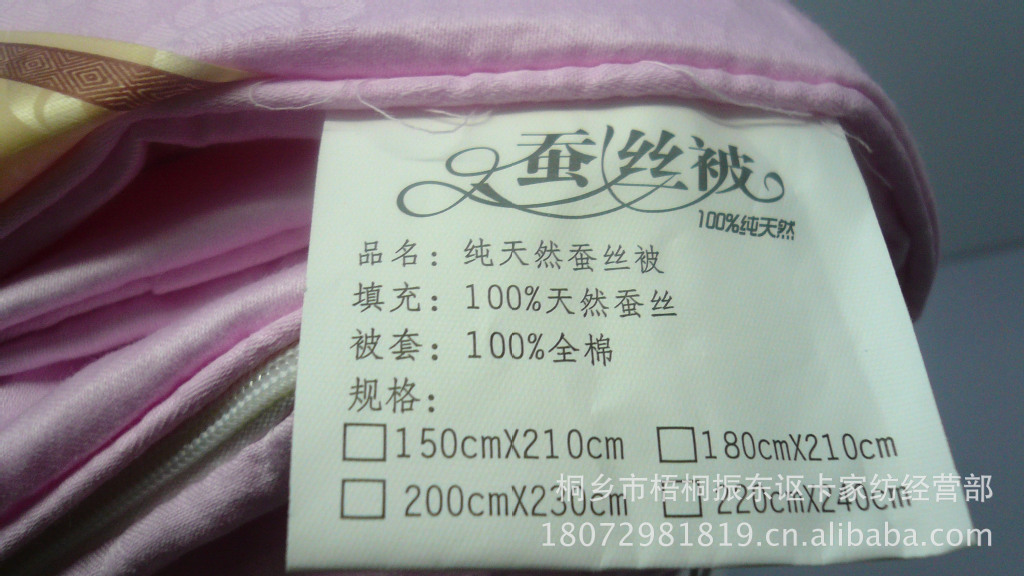 蚕丝被
100%纯天然
品名：纯天然蚕丝被
填充：100%天然蚕丝
被套：100%全棉
规格：
150cmX210cm 180cmX210cm
200cmX230cm 220cmX240cm
桐乡市梧桐振东讴卡家纺经营部
18072981819.cn.alibaba.com